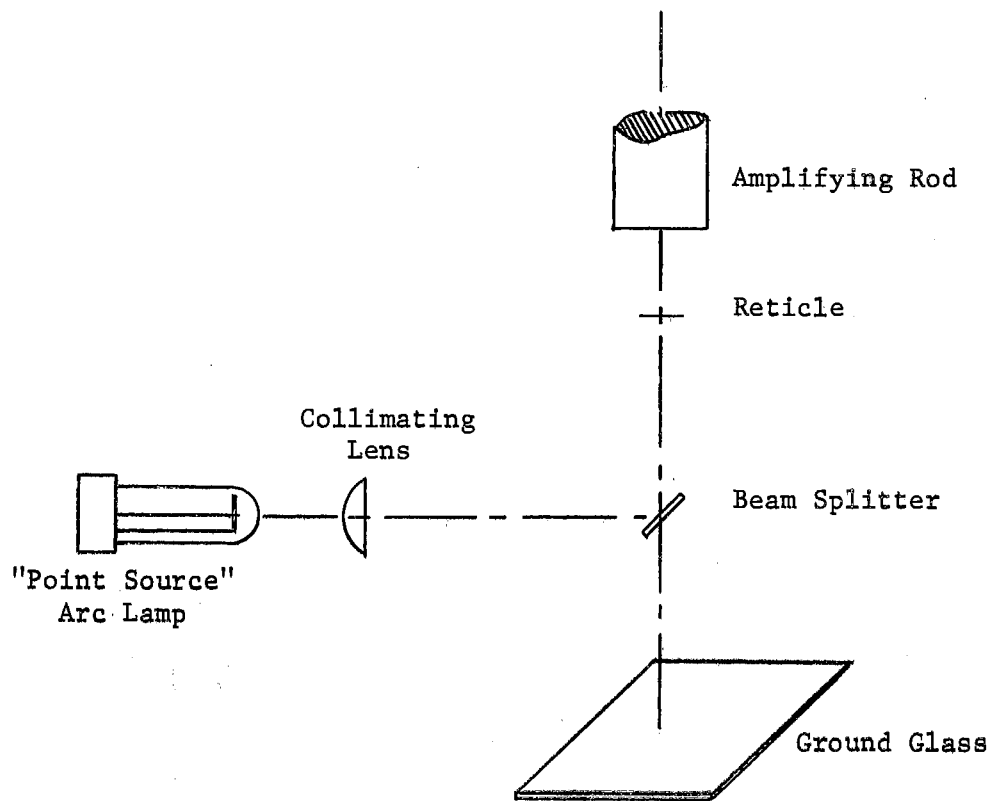 Amplifying Rod
Reticle
Collimating
Lens
Beam Splitter
"Point Source"
Arc Lamp
Ground Glass